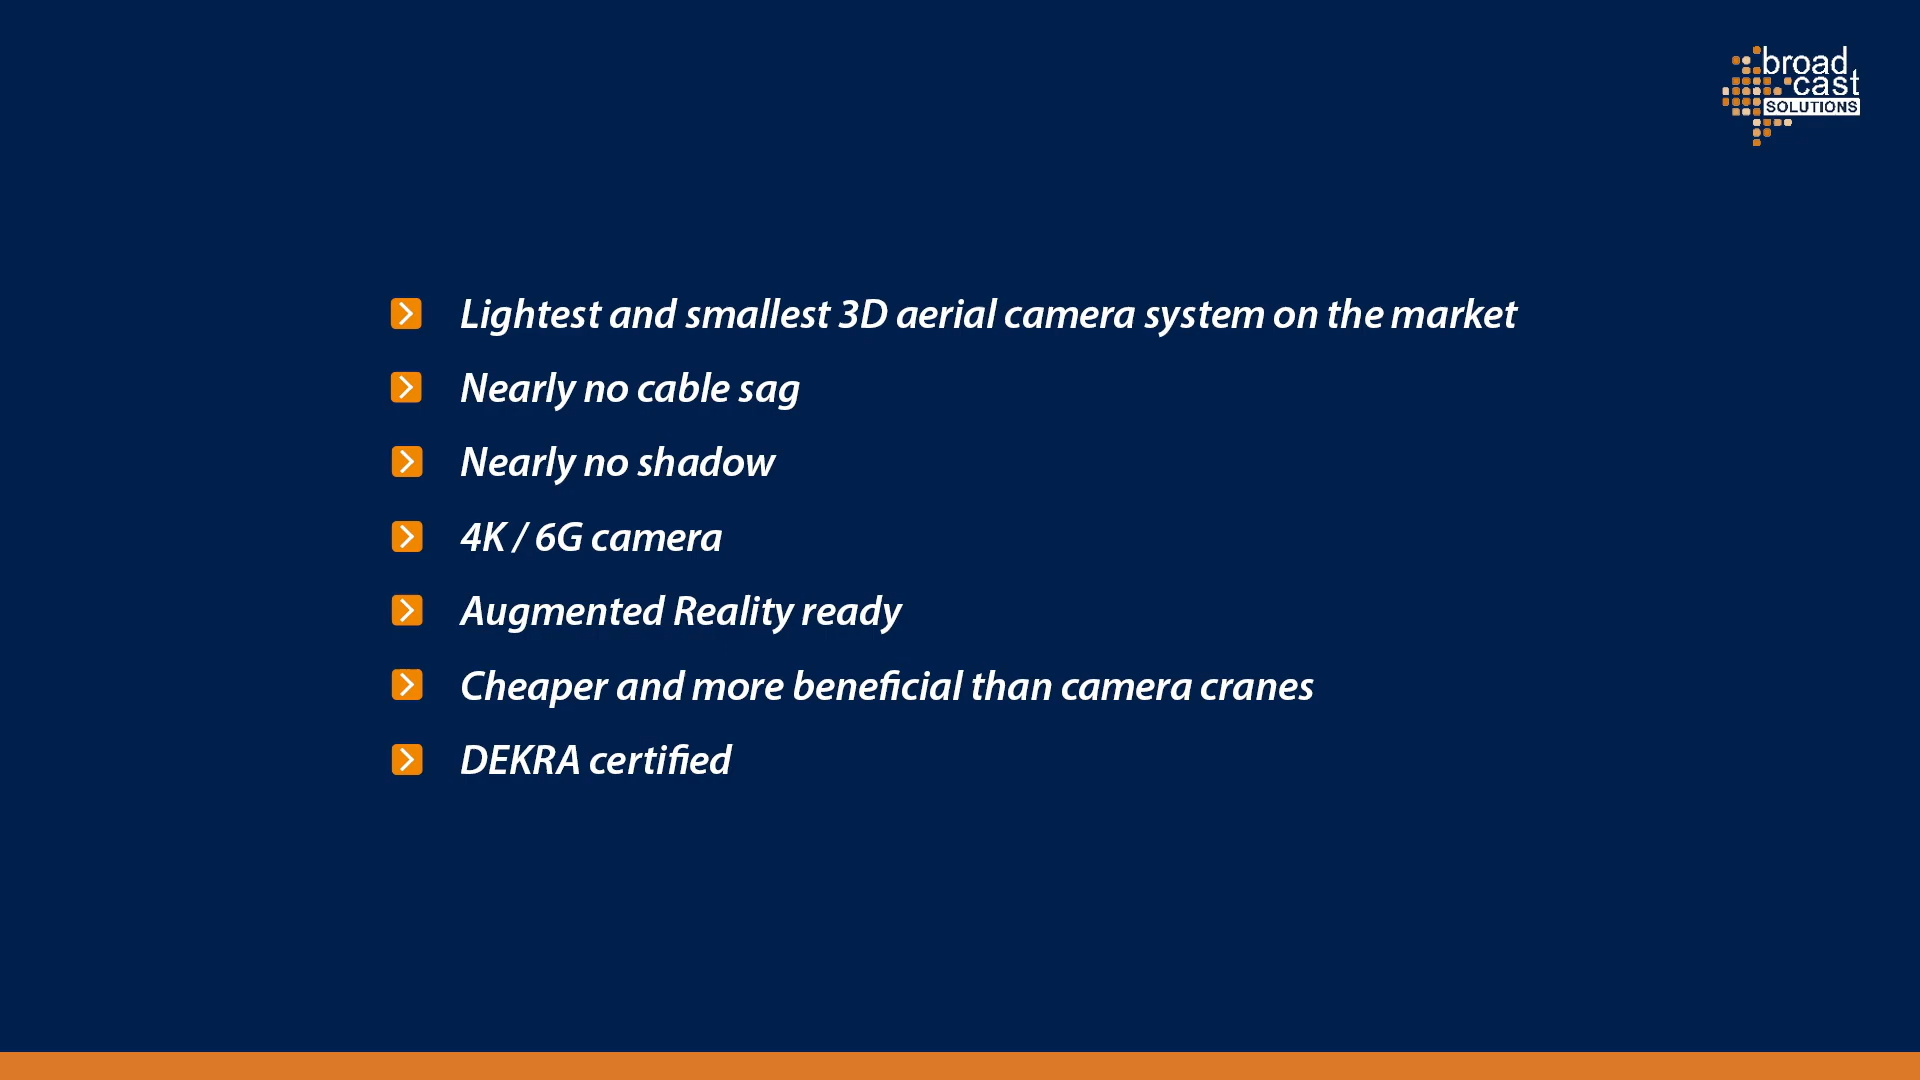 broad
cast
SOLUTIONS
Lightest and smallest 3D aerial camera system on the market
Nearly no cable sag
Nearly no shadow
4K / 6G camera
Augmented Reality ready
Cheaper and more beneficial than camera cranes
DEKRA certified